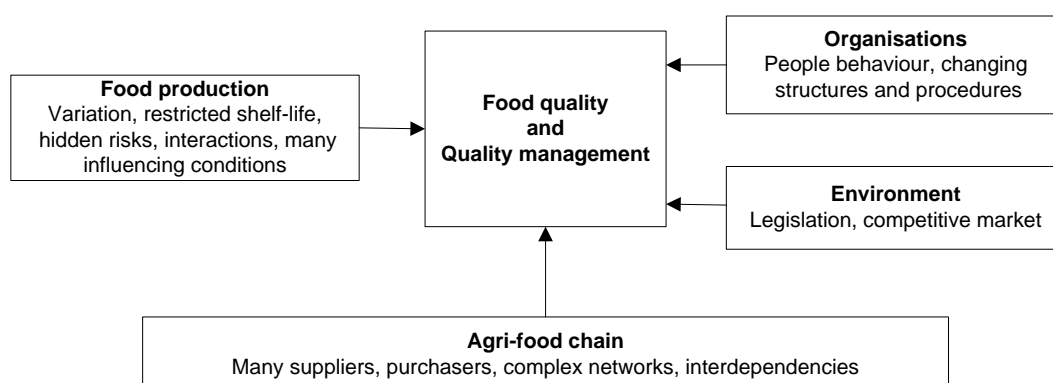 Food production
Variation, restricted shelf-life,
hidden risks, interactions, many
influencing conditions
Food quality
and
Quality management
Organisations
People behaviour, changing
structures and procedures
Environment
Legislation, competitive market
Agri-food chain
Many suppliers, purchasers, complex networks, interdependencies